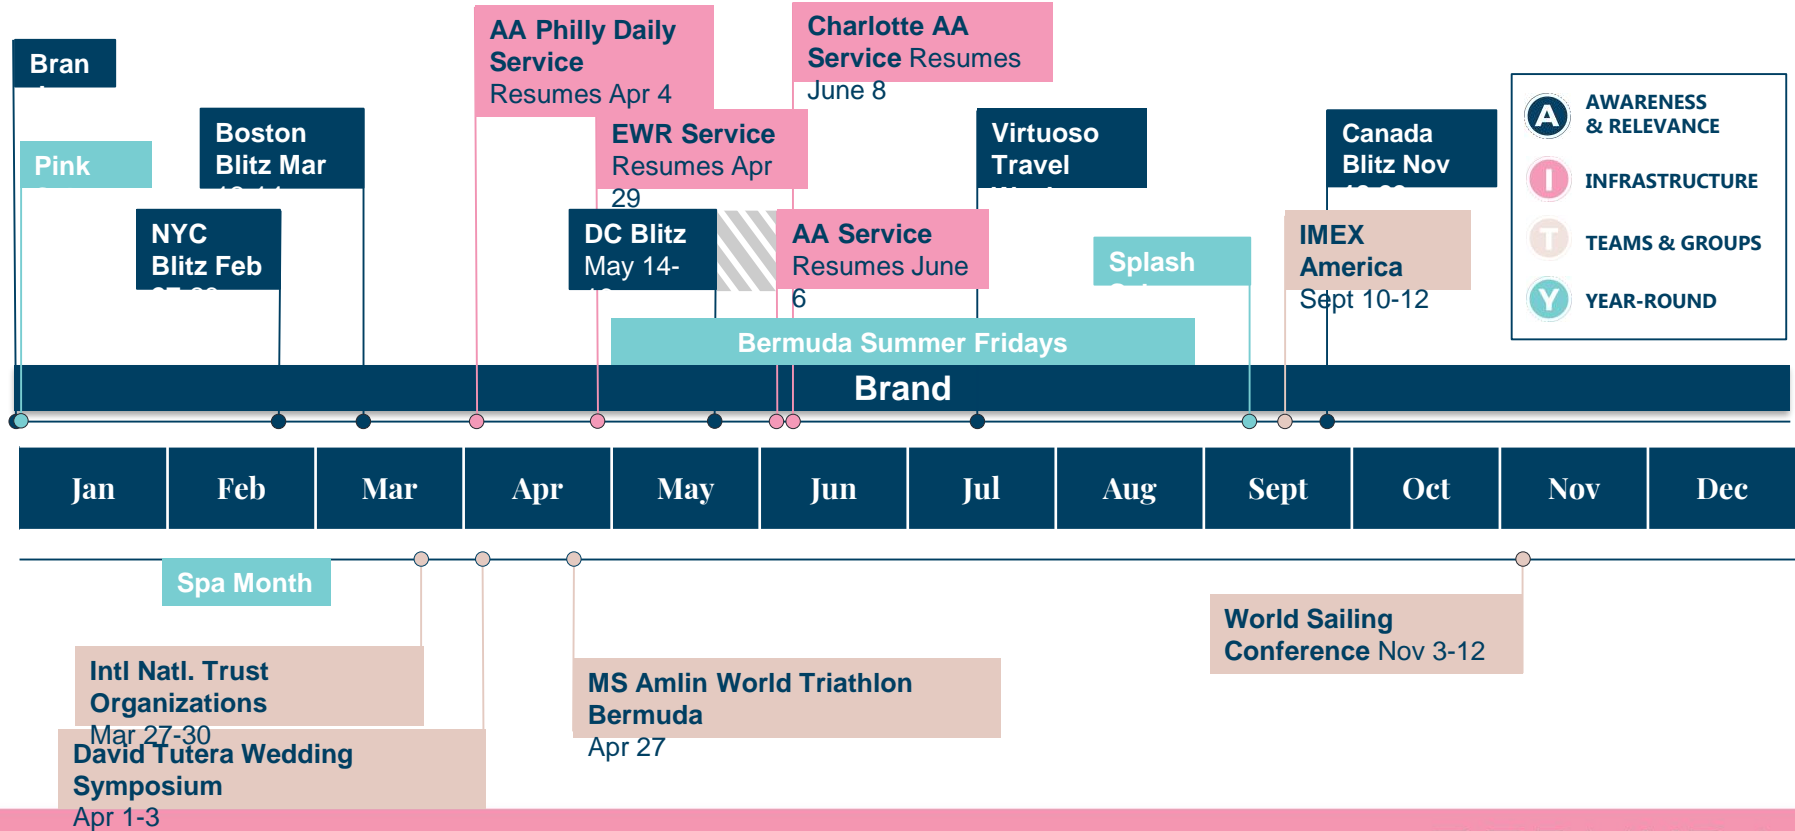 Bran
Pink
NYC
Blitz Feb
Boston
Blitz Mar
AA Philly Daily
Service
Resumes Apr 4
EWR Service
Resumes Apr
29
DC Blitz
May 14-
Charlotte AA
Service Resumes
June 8
AA Service
Resumes June
6
Virtuoso
Travel
Splash
IMEX
America
Sept 10-12
Canada
Blitz Nov
A
AWARENESS
& RELEVANCE
I
INFRASTRUCTURE
T
TEAMS & GROUPS
Y
YEAR-ROUND
Bermuda Summer Fridays
Brand
Jan
Feb
Mar
Apr
May
Jun
Jul
Aug
Sept
Oct
Nov
Dec
Spa Month
Intl Natl. Trust
Organizations
Mar 27-30
David Tutera Wedding
Symposium
Apr 1-3
MS Amlin World Triathlon
Bermuda
Apr 27
World Sailing
Conference Nov 3-12